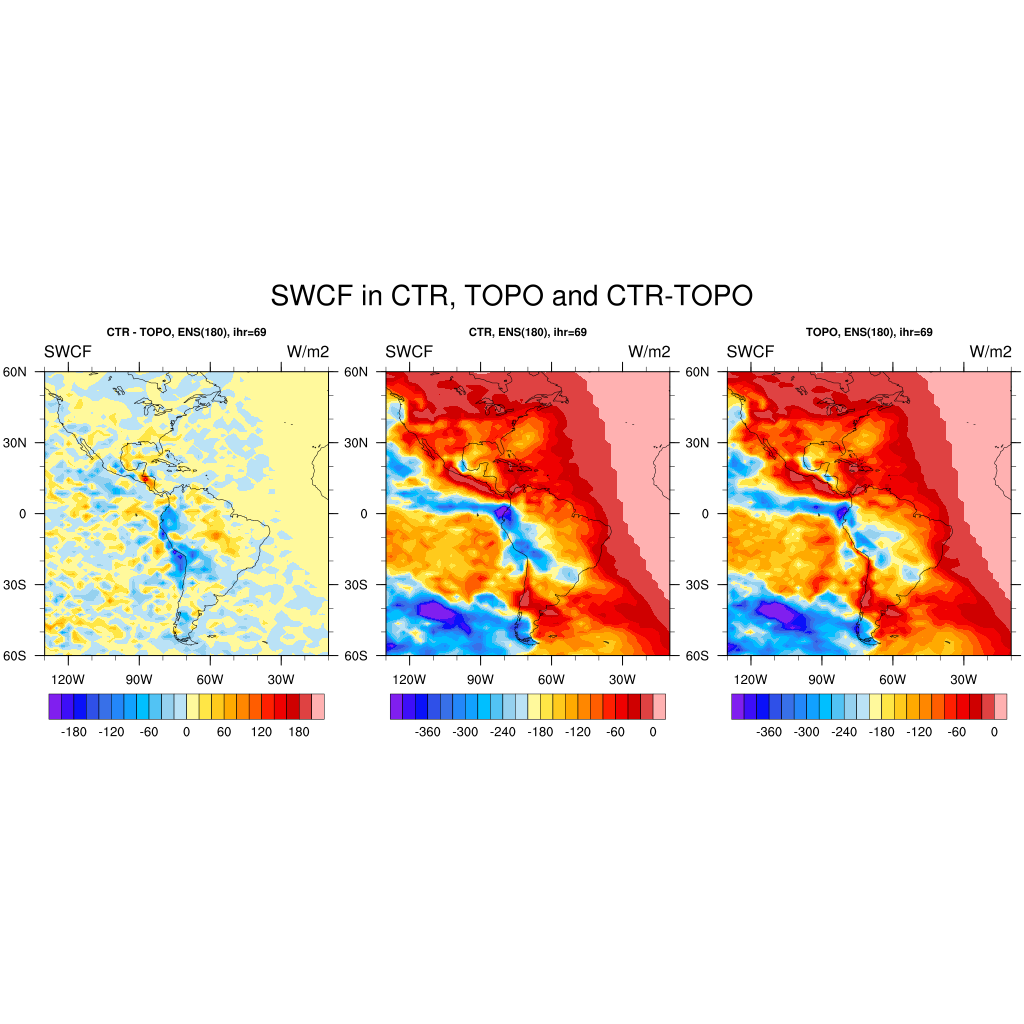 SWCF in CTR, TOPO and CTR-TOPO
CTR - TOPO, ENS(180), ihr=69
SWCF W/m2
60N
30N
0
30S
60S
120W 90W 60W 30W
-180 -120 -60 0 60 120 180
CTR, ENS(180), ihr=69
SWCF W/m2
60N
30N
0
30S
60S
120W 90W 60W 30W
-360 -300 -240 -180 -120 -60 0
TOPO, ENS(180), ihr=69
SWCF W/m2
60N
30N
0
30S
60S
120W 90W 60W 30W
-360 -300 -240 -180 -120 -60 0